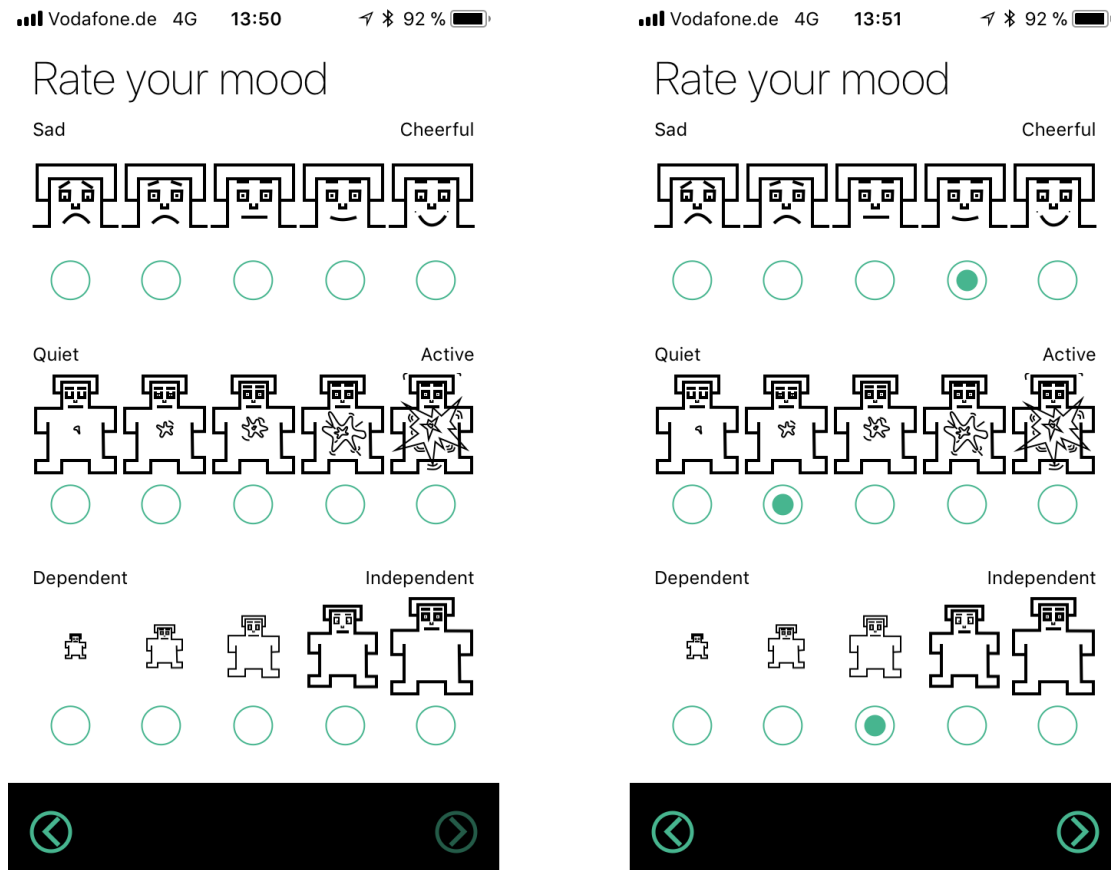 Vodafone.de 4G 13:50 92 %
Rate your mood
Sad Cheerful
Quiet Active
Dependent Independent
Vodafone.de 4G 13:51 92 %
Rate your mood
Sad Cheerful
Quiet Active
Dependent Independent